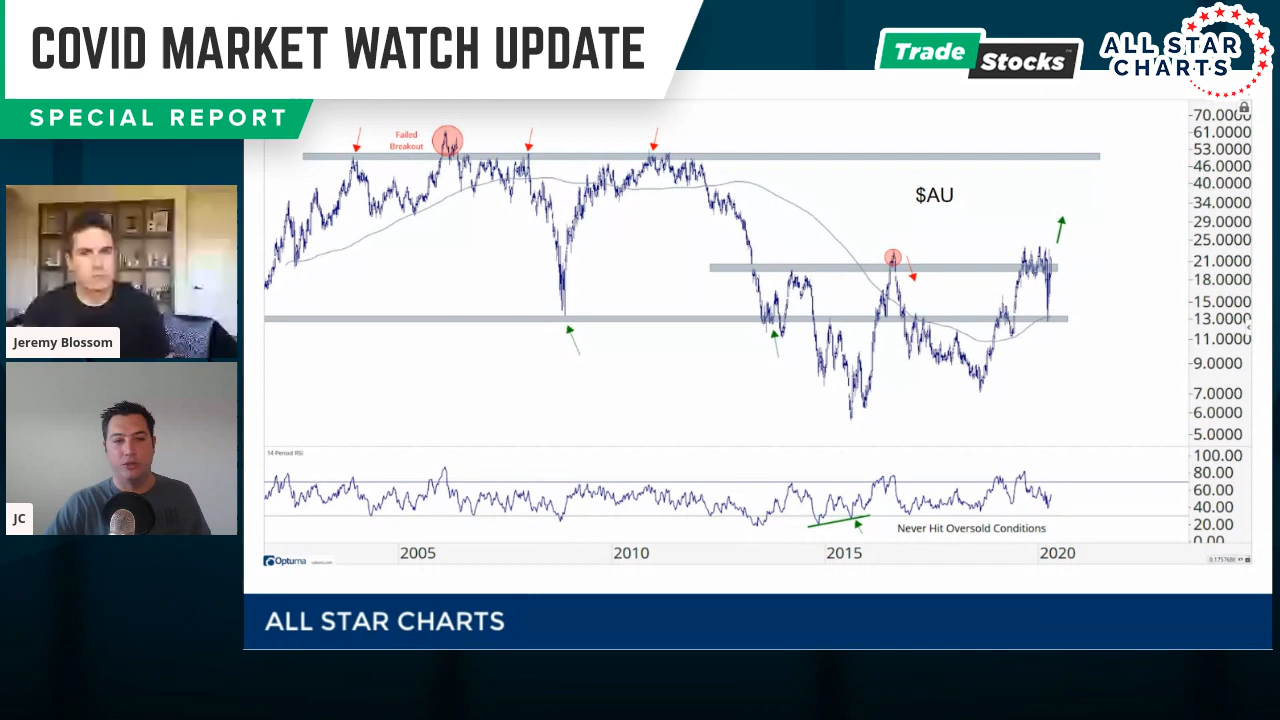 COVID MARKET WATCH UPDATE
SPECIAL REPORT
Trade
Stocks™
ALL STAR
CHARTS
Jeremy Blossom
JC
Failed
Breakout
$AU
70.0000
61.0000
53.0000
46.0000
40.0000
34.0000
29.0000
25.0000
21.0000
18.0000
15.0000
13.0000
11.0000
9.0000
7.0000
6.0000
5.0000
14 Period RSI
100.00
80.00
60.00
40.00
20.00
0.00
Never Hit Oversold Conditions
2005
2010
2015
2020
Optuma
ALL STAR CHARTS